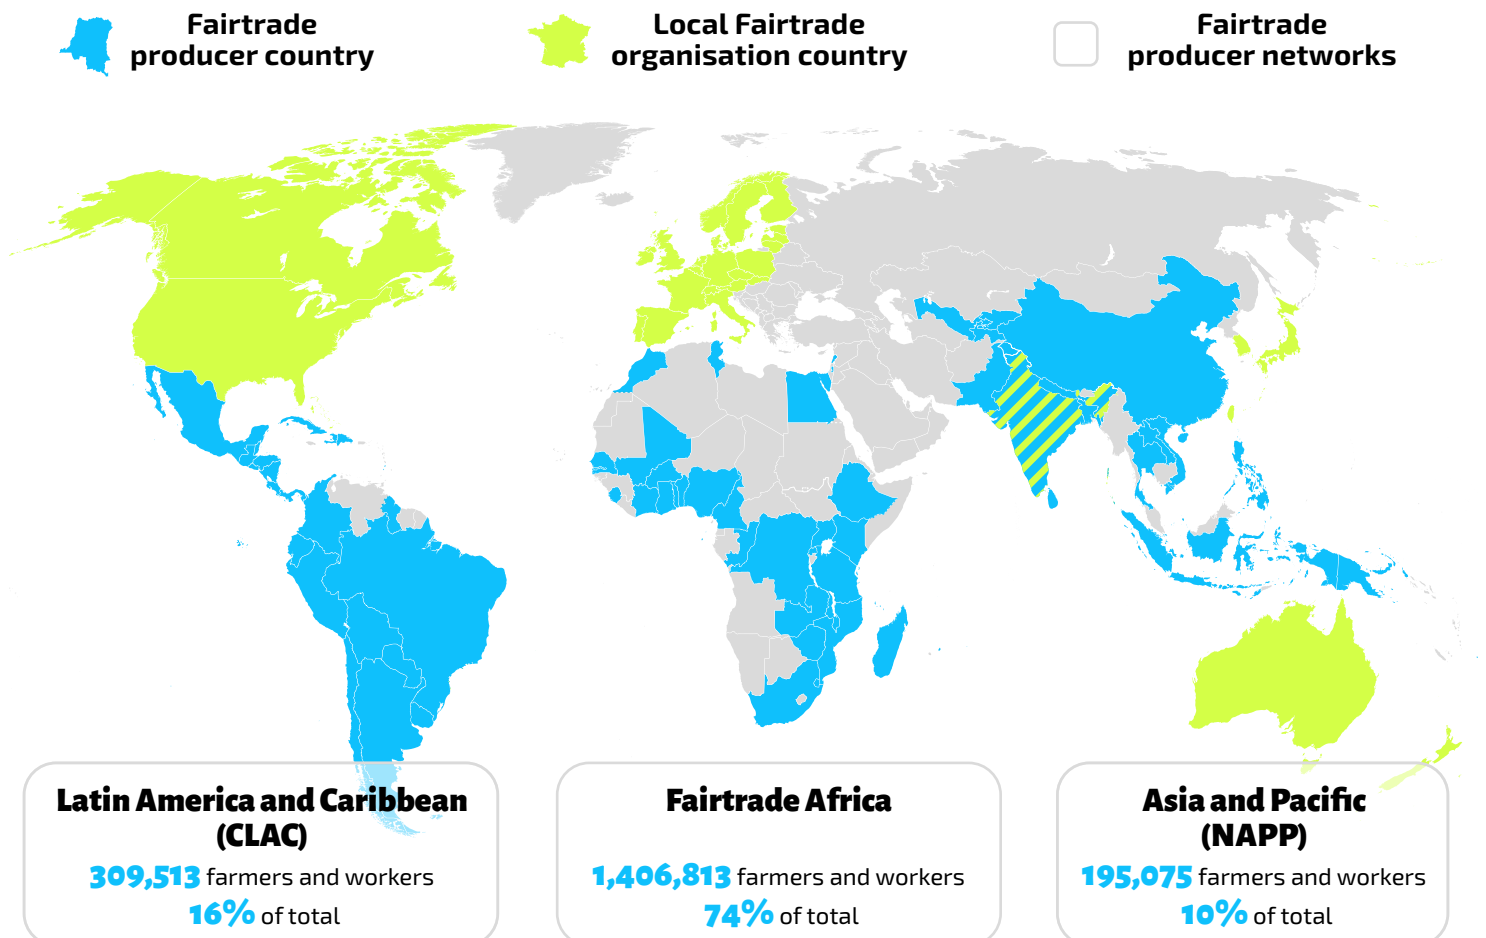 Fairtrade
producer country
Local Fairtrade
organisation country
Fairtrade
producer networks
Latin America and Caribbean
(CLAC)
309,513 farmers and workers
16% of total
Fairtrade Africa
1,406,813 farmers and workers
74% of total
Asia and Pacific
(NAPP)
195,075 farmers and workers
10% of total